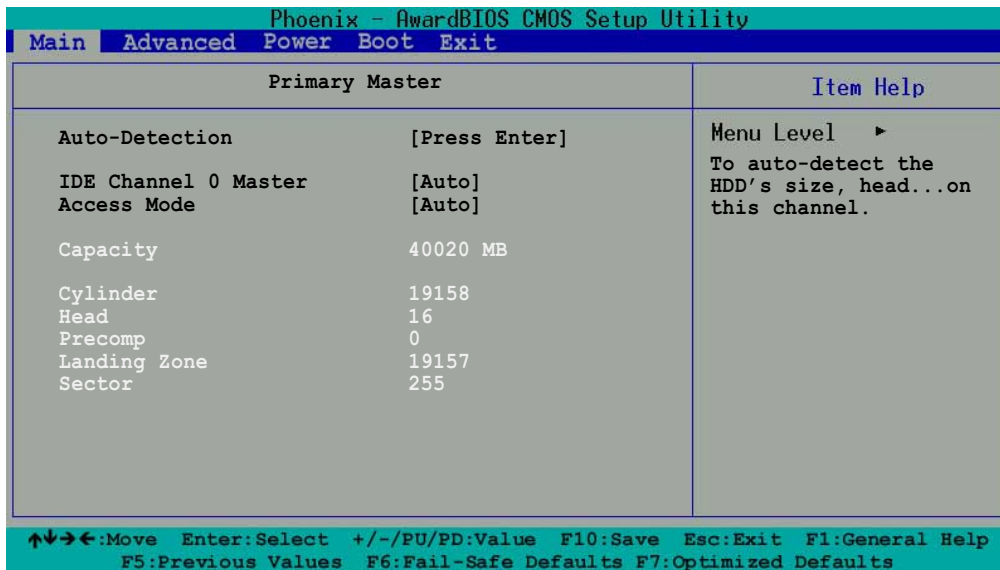 Phoenix - AwardBIOS CMOS Setup Utility
Main Advanced Power Boot Exit
Primary Master
Item Help
Auto-Detection [Press Enter]
IDE Channel 0 Master [Auto]
Access Mode [Auto]
Capacity 40020 MB
Cylinder 19158
Head 16
Precomp 0
Landing Zone 19157
Sector 255
Menu Level ►
To auto-detect the
HDD's size, head...on
this channel.
↑↓→←:Move Enter:Select +/-/PU/PD:Value F10:Save Esc:Exit F1:General Help
F5:Previous Values F6:Fail-Safe Defaults F7:Optimized Defaults